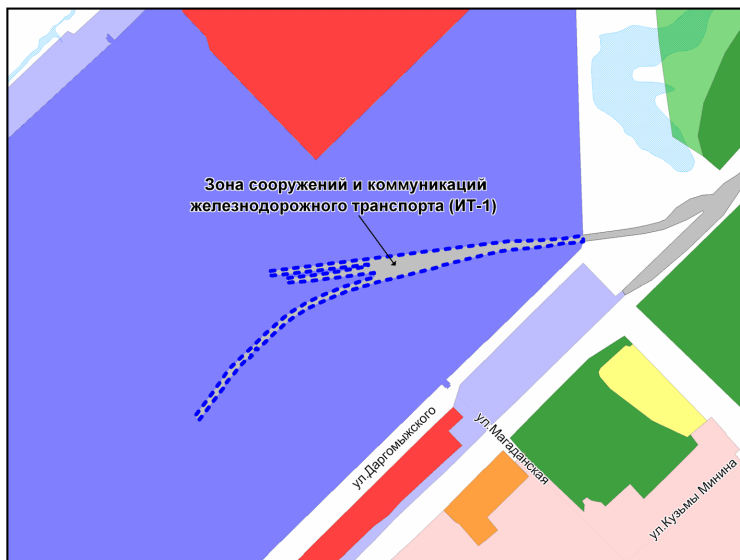 Зона сооружений и коммуникаций
железнодорожного транспорта (ИТ-1)
ул.Даргомыжского
ул.Магаданская
ул.Кузьмы Минина